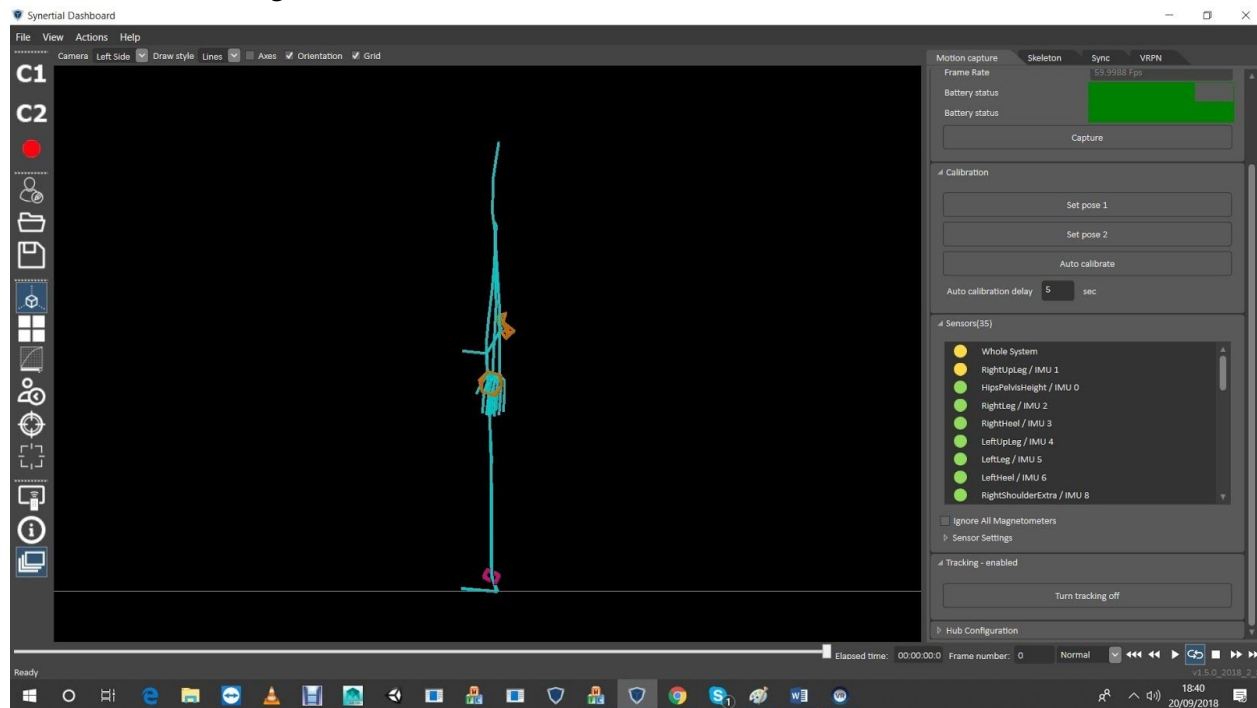 Synertial Dashboard
File View Actions Help
Camera Left Side Draw style Lines Axes Orientation Grid
Motion capture Skeleton Sync VRPN
C1
C2
Frame Rate 59.9988 Fps
Battery status
Battery status
Capture
Calibration
Set pose 1
Set pose 2
Auto calibrate
Auto calibration delay 5 sec
Sensors(35)
Whole System
RightUpLeg / IMU 1
HipsPelvisHeight / IMU 0
RightLeg / IMU 2
RightHeel / IMU 3
LeftUpLeg / IMU 4
LeftLeg / IMU 5
LeftHeel / IMU 6
RightShoulderExtra / IMU 8
Ignore All Magnetometers
Sensor Settings
Tracking - enabled
Turn tracking off
Hub Configuration
Elapsed time: 00:00:00:0 Frame number: 0 Normal
Ready
v1.5.0_2018_2_
18:40
20/09/2018